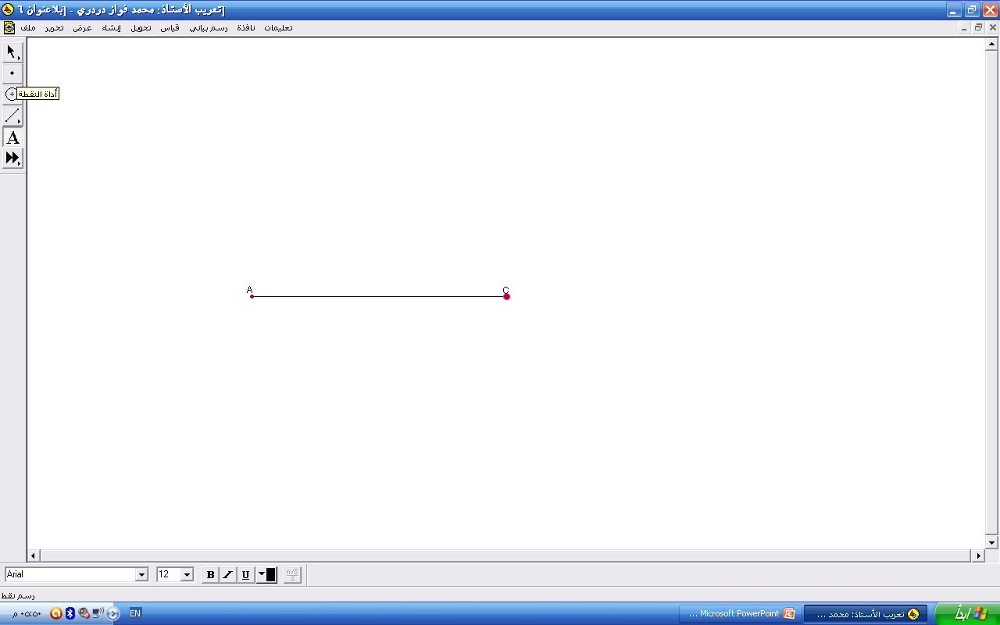 [تعريب الأستاذ: محمد فواز دردري - [بلاعنوان ٦
ملف تحرير عرض إنشاء تحويل قياس رسم بياني نافذة تعليمات
أداة النقطة
A
A C
Arial 12 B I U
رسم نقط
ابدأ تعريب الأستاذ: محمد ... Microsoft PowerPoint ... EN ٠٥:٥٠ م